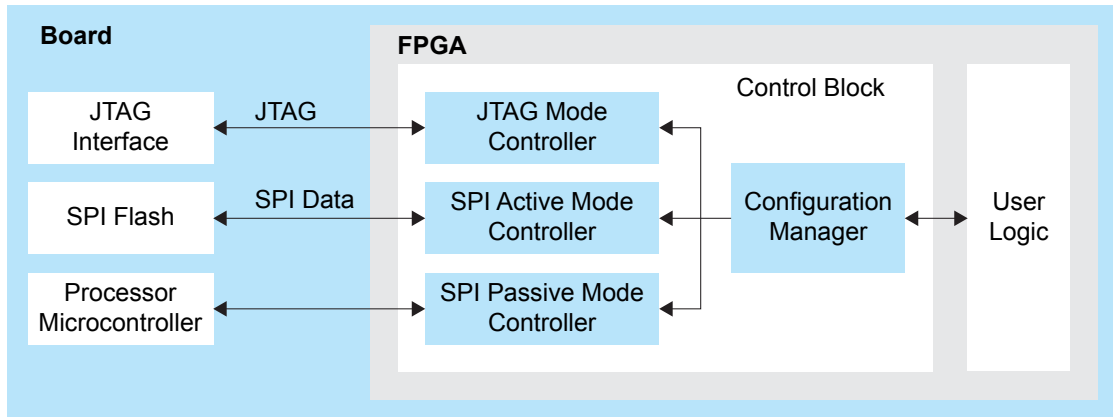 Board
FPGA
Control Block
JTAG
Interface
JTAG
JTAG Mode
Controller
SPI Flash
SPI Data
SPI Active Mode
Controller
Configuration
Manager
User
Logic
Processor
Microcontroller
SPI Passive Mode
Controller